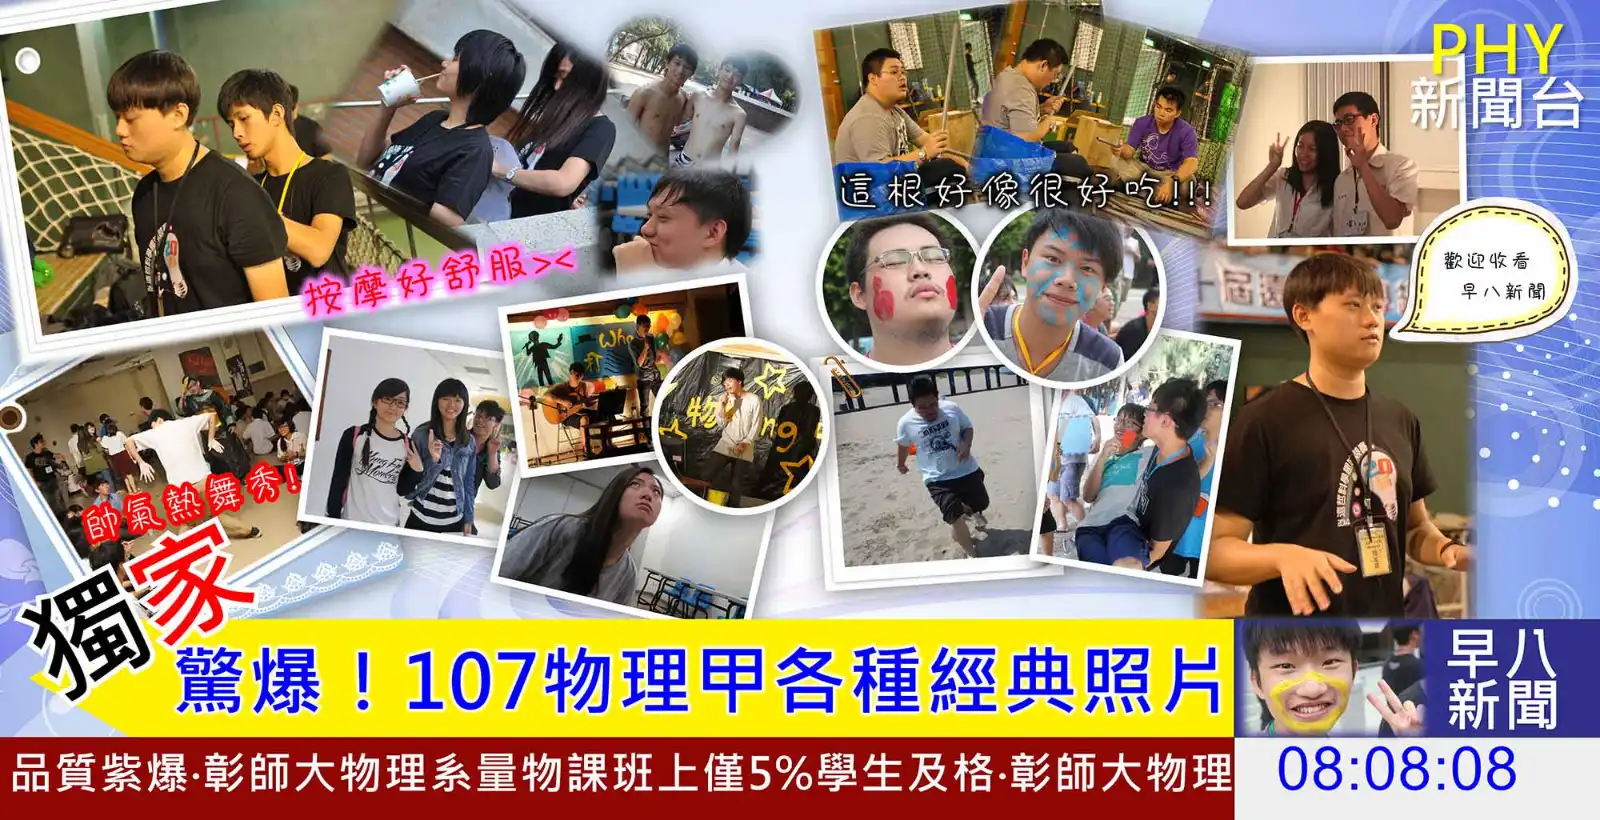 PHY
新聞台
這根好像很好吃!!!
歡迎收看
早八新聞
按摩好舒服><
Who
物
ng
帥氣熱舞秀!
獨家
驚爆！107物理甲各種經典照片
早八
新聞
品質紫爆·彰師大物理系量物課班上僅5%學生及格·彰師大物理
08:08:08